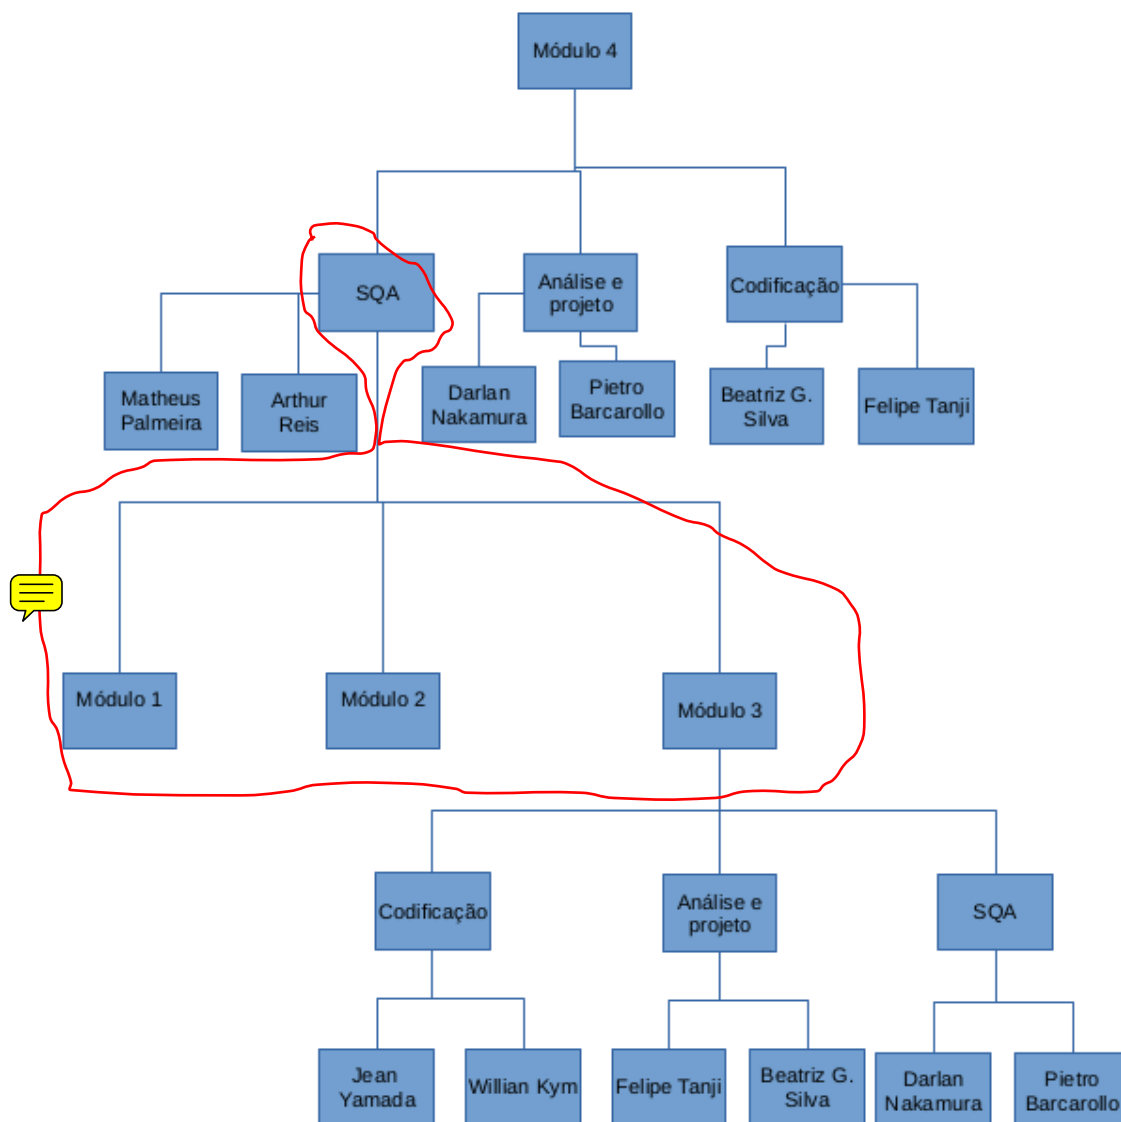 Módulo 4
SQA
Análise e
projeto
Codificação
Matheus
Palmeira
Arthur
Reis
Darlan
Nakamura
Pietro
Barcarollo
Beatriz G.
Silva
Felipe Tanji
Módulo 1
Módulo 2
Módulo 3
Codificação
Análise e
projeto
SQA
Jean
Yamada
Willian Kym
Felipe Tanji
Beatriz G.
Silva
Darlan
Nakamura
Pietro
Barcarollo